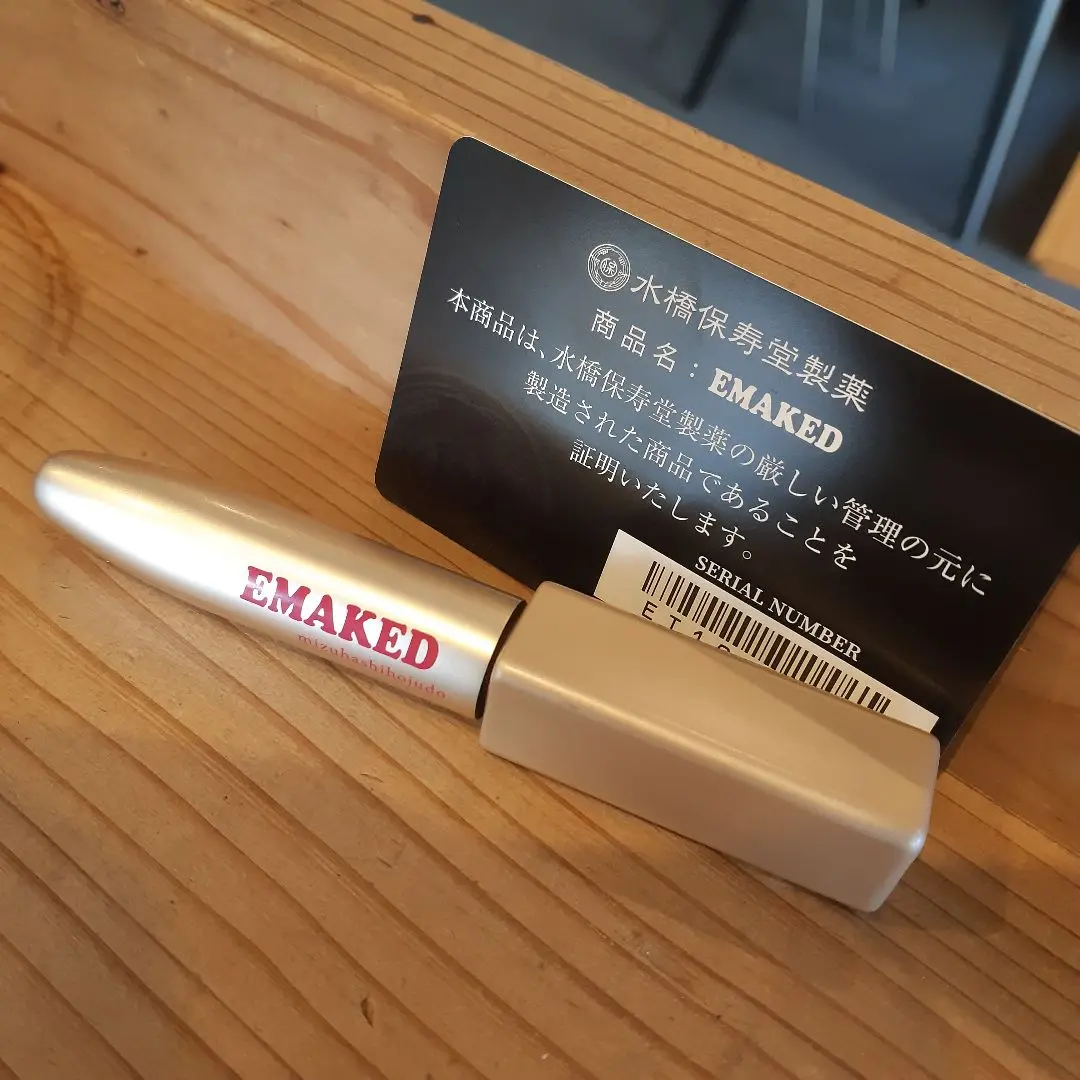 保
水橋保寿堂製薬
商品名：EMAKED
本商品は、水橋保寿堂製薬の厳しい管理の元に
製造された商品であることを
証明いたします。
SERIAL NUMBER
ET1
EMAKED
mizuhashihojudo